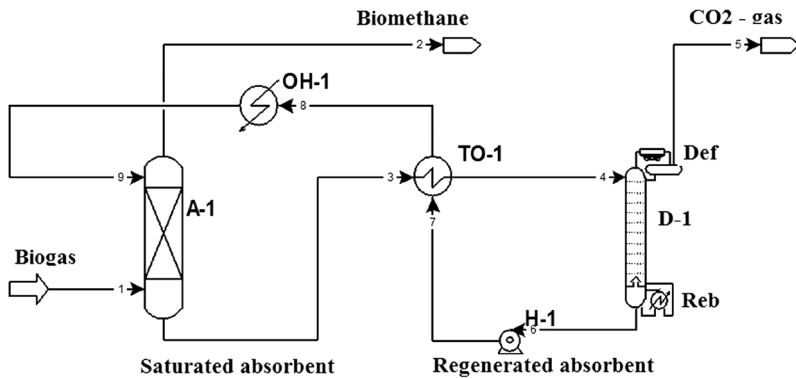 Biomethane
CO2 - gas
2
5
OH-1
8
TO-1
Def
9
3
4
A-1
7
D-1
Biogas
1
Reb
H-1
6
Saturated absorbent
Regenerated absorbent